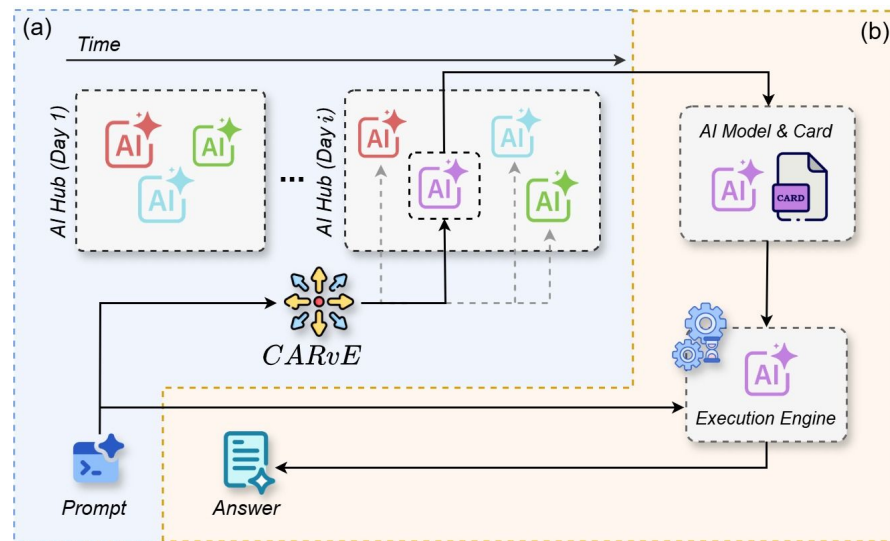 (a)
(b)
Time
AI Hub (Day 1)
AI
AI
AI
...
AI Hub (Day i)
AI
AI
AI
AI
AI Model & Card
AI
CARD
CARvE
AI
Execution Engine
Prompt
Answer